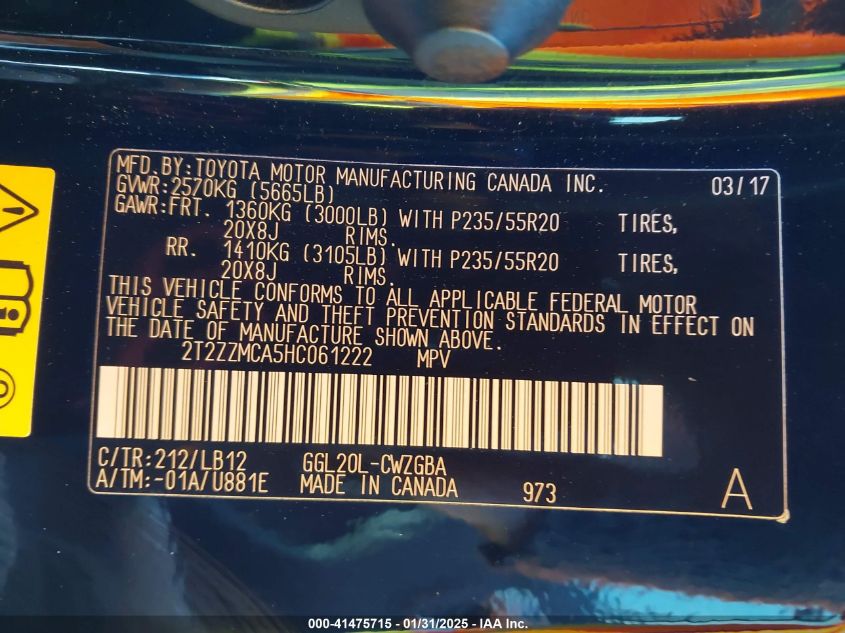 MFD.BY:TOYOTA MOTOR MANUFACTURING CANADA INC. 03/17
GVWR:2570KG (5665LB)
GAWR:FRT. 1360KG (3000LB) WITH P235/55R20 TIRES,
20X8J RIMS.
RR. 1410KG (3105LB) WITH P235/55R20 TIRES,
20X8J RIMS.
THIS VEHICLE CONFORMS TO ALL APPLICABLE FEDERAL MOTOR
VEHICLE SAFETY AND THEFT PREVENTION STANDARDS IN EFFECT ON
THE DATE OF MANUFACTURE SHOWN ABOVE.
2T2ZZMCA5HC061222 MPV
C/TR:212/LB12 GGL20L-CWZGBA
A/TM:-01A/U881E MADE IN CANADA 973 A
000-41475715 - 01/31/2025 - IAA Inc.